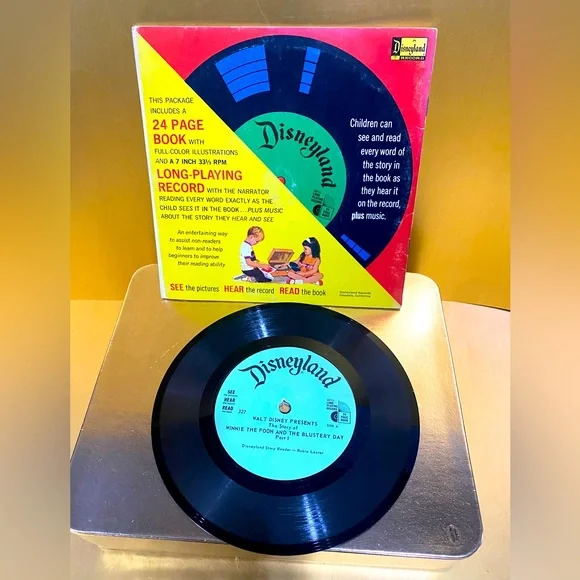 Disneyland
RECORD
THIS PACKAGE
INCLUDES A
24 PAGE
BOOK WITH
FULL-COLOR ILLUSTRATIONS
AND A 7 INCH 33⅓ RPM
LONG-PLAYING
RECORD WITH THE NARRATOR
READING EVERY WORD EXACTLY AS THE
CHILD SEES IT IN THE BOOK...PLUS MUSIC
ABOUT THE STORY THEY HEAR AND SEE
An entertaining way
to assist non-readers
to learn and to help
beginners to improve
their reading ability
SEE the pictures HEAR the record READ the book
Disneyland
Children can
see and read
every word of
the story in
the book as
they hear it
on the record,
plus music.
Disneyland
SEE
HEAR
READ
327
WALT DISNEY PRESENTS
The Story of
WINNIE THE POOH AND THE BLUSTERY DAY
Part I
Disneyland Story Reader—Robie Lester